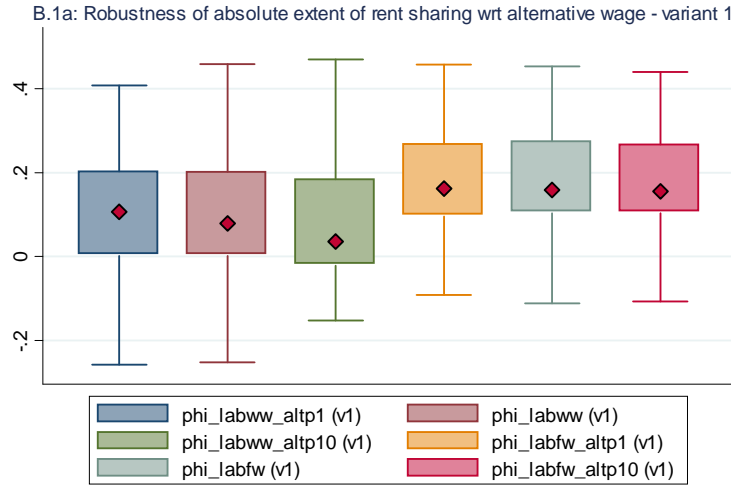 B.1a: Robustness of absolute extent of rent sharing wrt alternative wage - variant 1
.4
.2
0
-.2
phi_labww_altp1 (v1) phi_labww (v1)
phi_labww_altp10 (v1) phi_labfw_altp1 (v1)
phi_labfw (v1) phi_labfw_altp10 (v1)